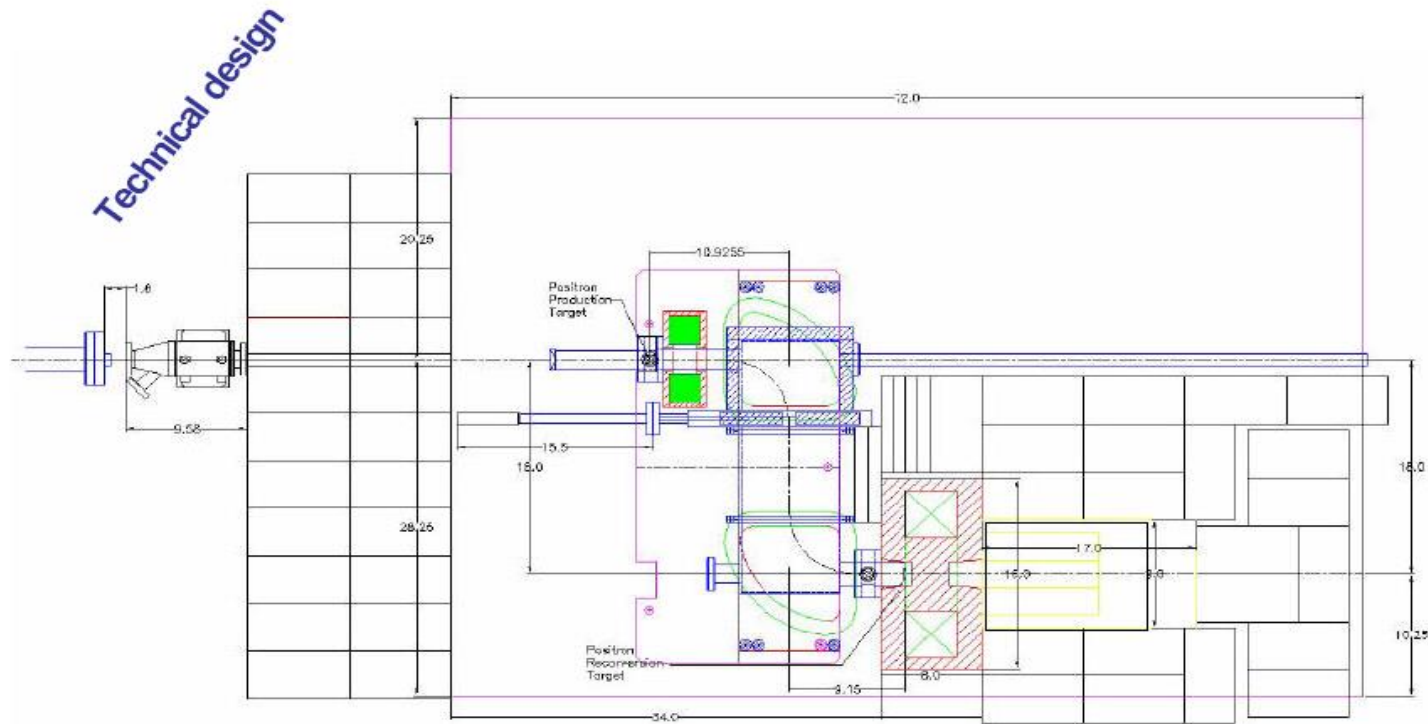 Technical design
72.0
20.25
10.9255
Positron
Production
Target
1.6
9.58
15.5
18.0
18.0
28.25
17.0
16.0
9.0
10.25
Positron
Reconversion
Target
8.0
9.15
34.0